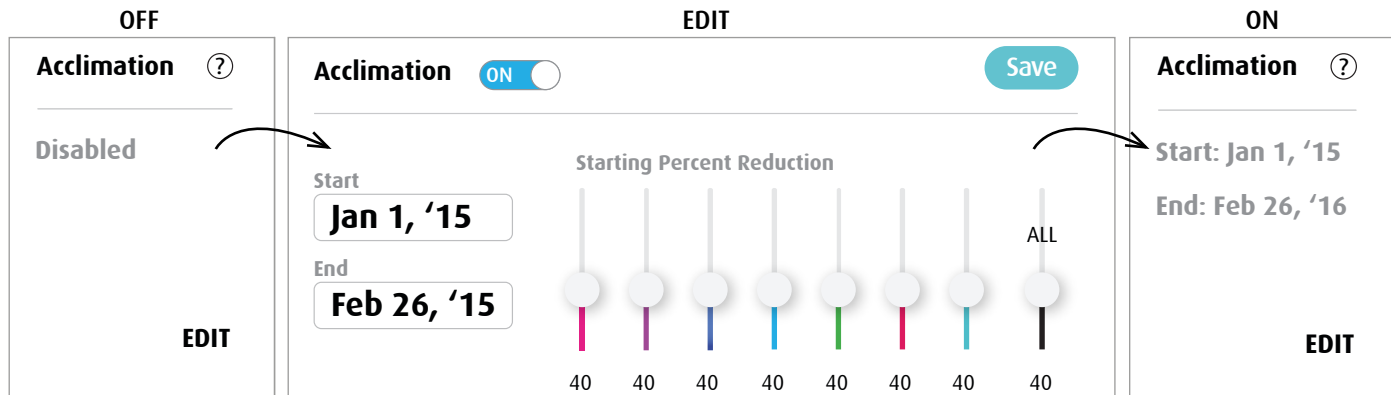 OFF
Acclimation ?
Disabled
EDIT
EDIT
Acclimation ON Save
Start
Jan 1, ‘15
End
Feb 26, ‘15
Starting Percent Reduction
ALL
40 40 40 40 40 40 40 40
ON
Acclimation ?
Start: Jan 1, ‘15
End: Feb 26, ‘16
EDIT